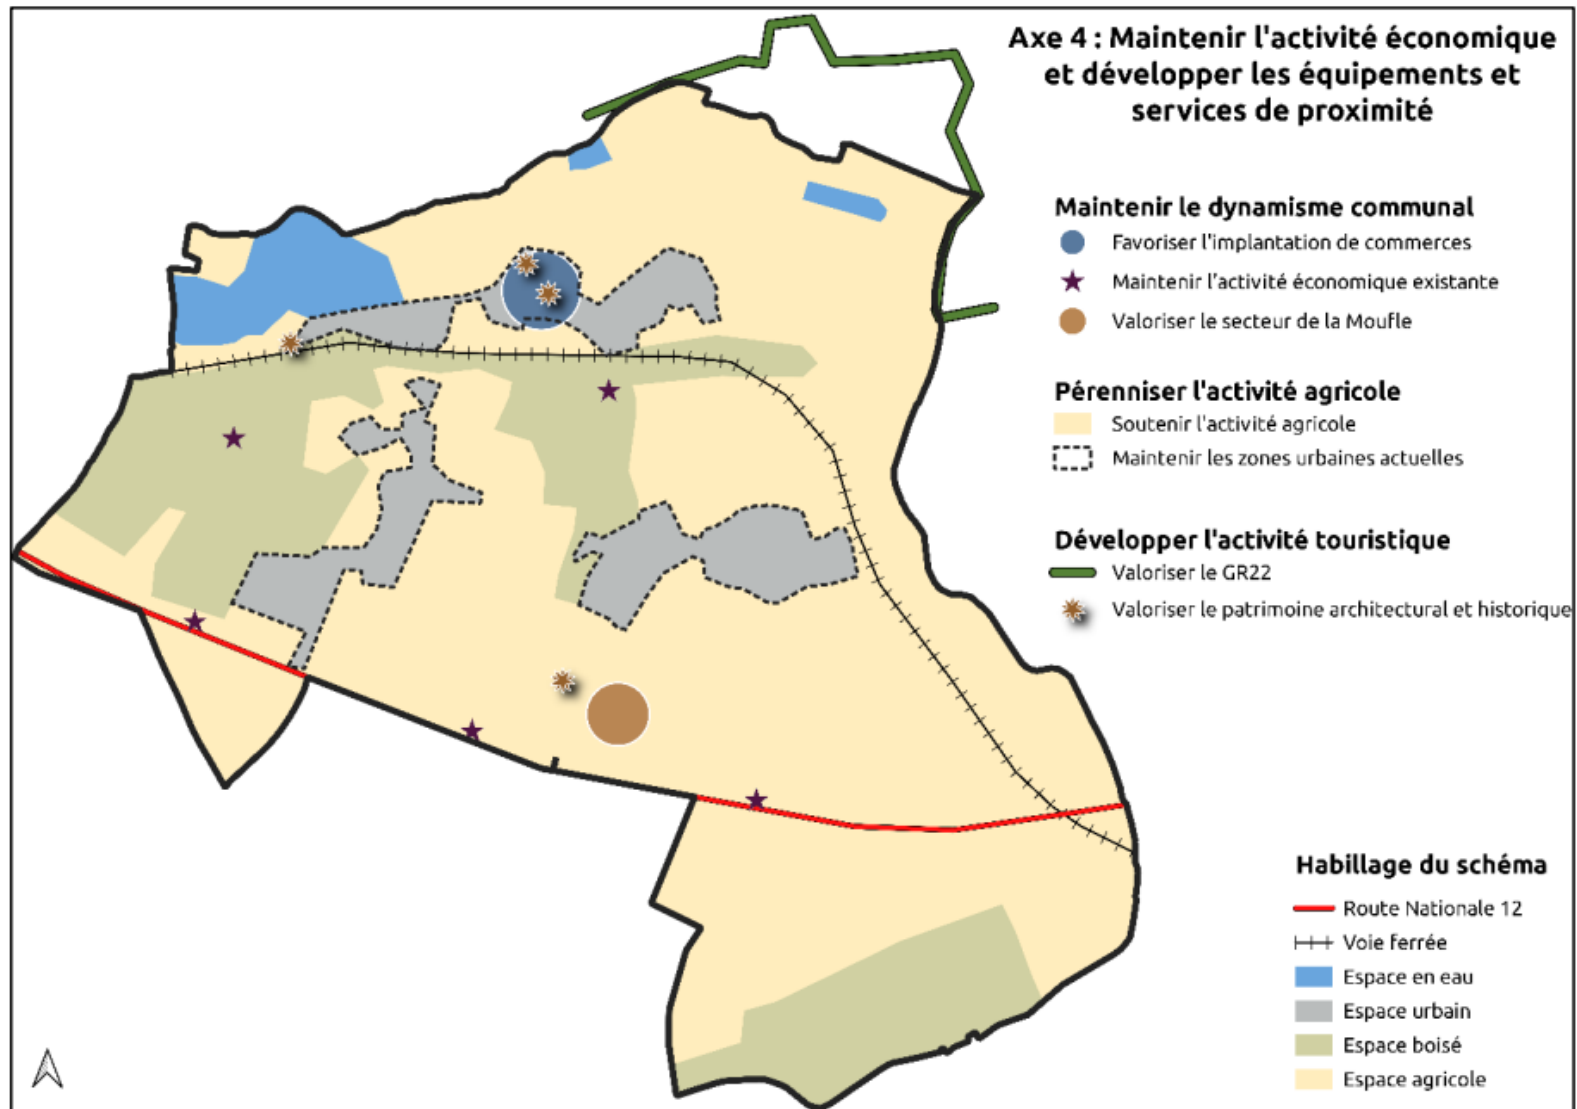 Axe 4 : Maintenir l'activité économique
et développer les équipements et
services de proximité
Maintenir le dynamisme communal
Favoriser l'implantation de commerces
Maintenir l'activité économique existante
Valoriser le secteur de la Moufle
Pérenniser l'activité agricole
Soutenir l'activité agricole
Maintenir les zones urbaines actuelles
Développer l'activité touristique
Valoriser le GR22
Valoriser le patrimoine architectural et historique
Habillage du schéma
Route Nationale 12
Voie ferrée
Espace en eau
Espace urbain
Espace boisé
Espace agricole